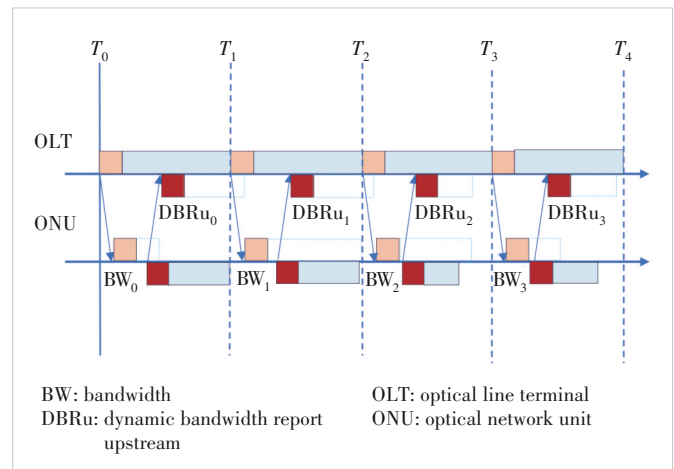 T0 T1 T2 T3 T4
OLT
DBRu0 DBRu1 DBRu2 DBRu3
ONU
BW0 BW1 BW2 BW3
BW: bandwidth OLT: optical line terminal
DBRu: dynamic bandwidth report ONU: optical network unit
upstream